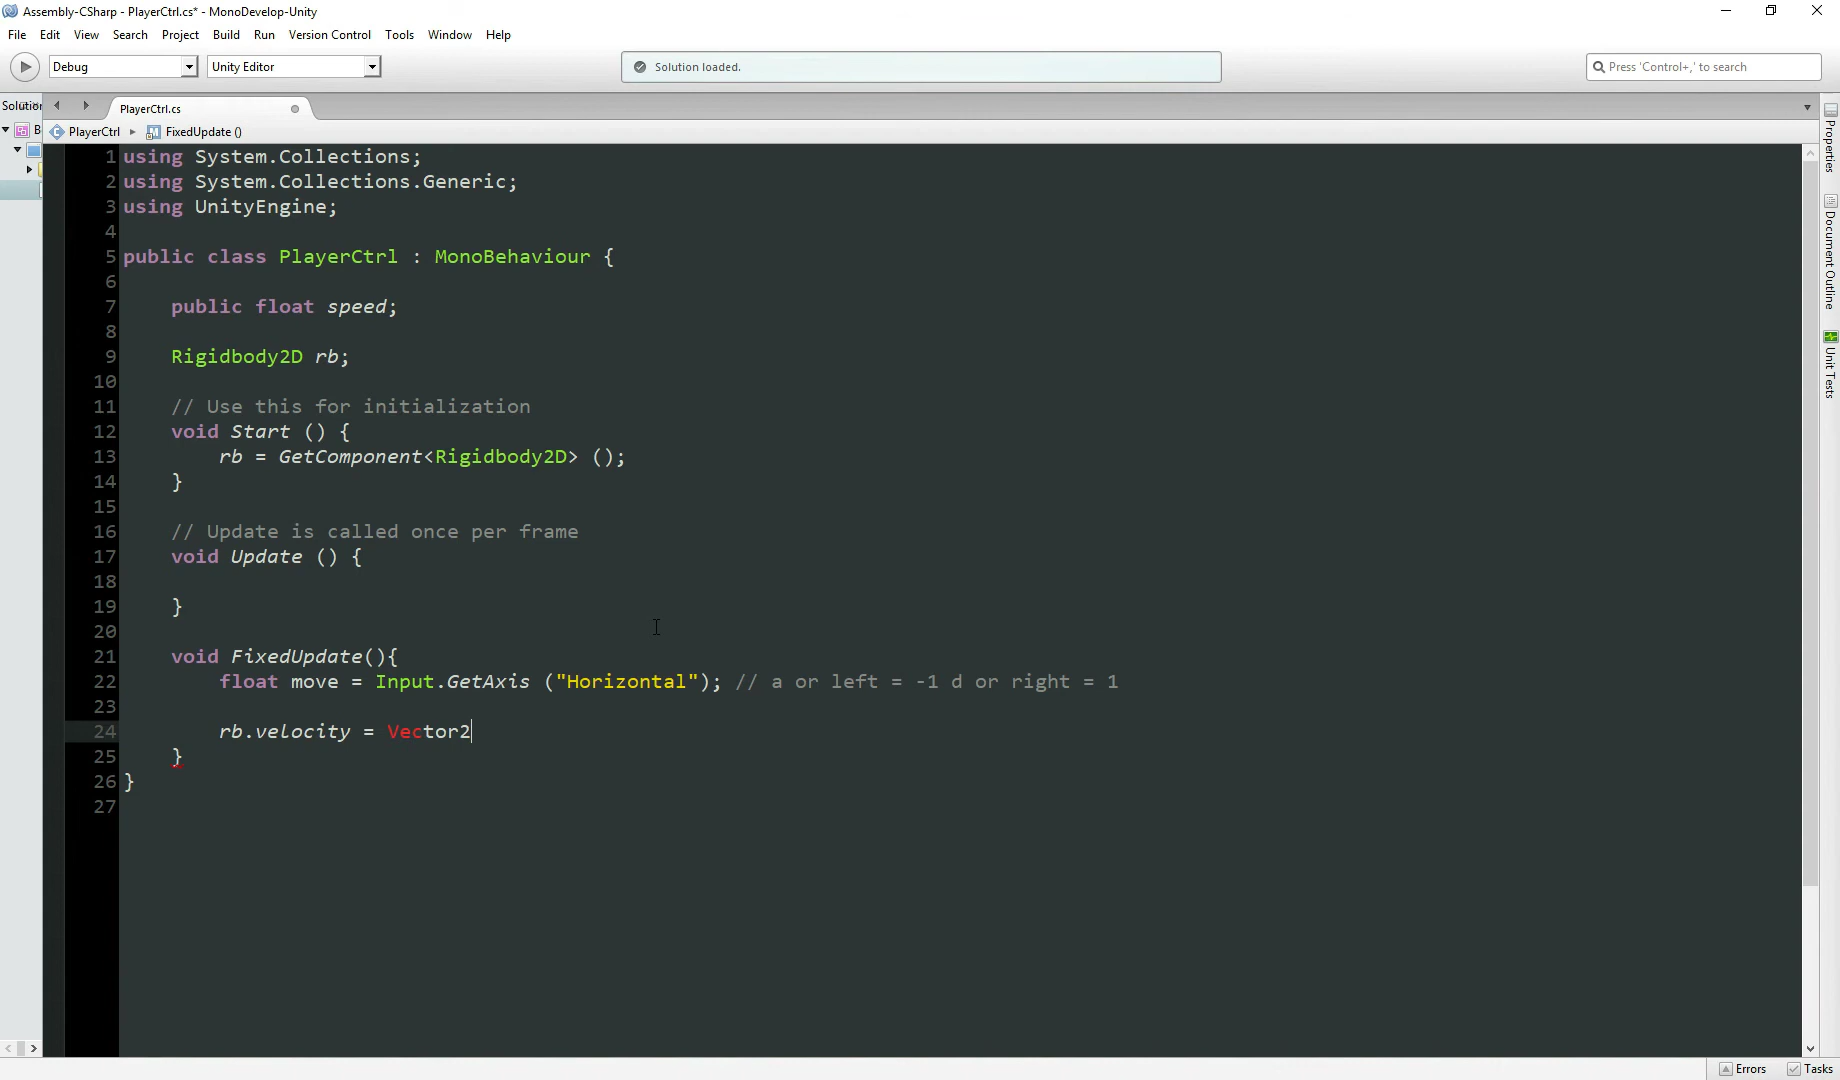 Assembly-CSharp - PlayerCtrl.cs* - MonoDevelop-Unity
File Edit View Search Project Build Run Version Control Tools Window Help
Debug Unity Editor Solution loaded. Press 'Control+,' to search
Solution PlayerCtrl.cs
B PlayerCtrl FixedUpdate ()
1 using System.Collections;
2 using System.Collections.Generic;
3 using UnityEngine;
4
5 public class PlayerCtrl : MonoBehaviour {
6
7 public float speed;
8
9 Rigidbody2D rb;
10
11 // Use this for initialization
12 void Start () {
13 rb = GetComponent<Rigidbody2D> ();
14 }
15
16 // Update is called once per frame
17 void Update () {
18
19 }
20
21 void FixedUpdate(){
22 float move = Input.GetAxis ("Horizontal"); // a or left = -1 d or right = 1
23
24 rb.velocity = Vector2
25 }
26 }
27
Properties
Document Outline
Unit Tests
Errors Tasks